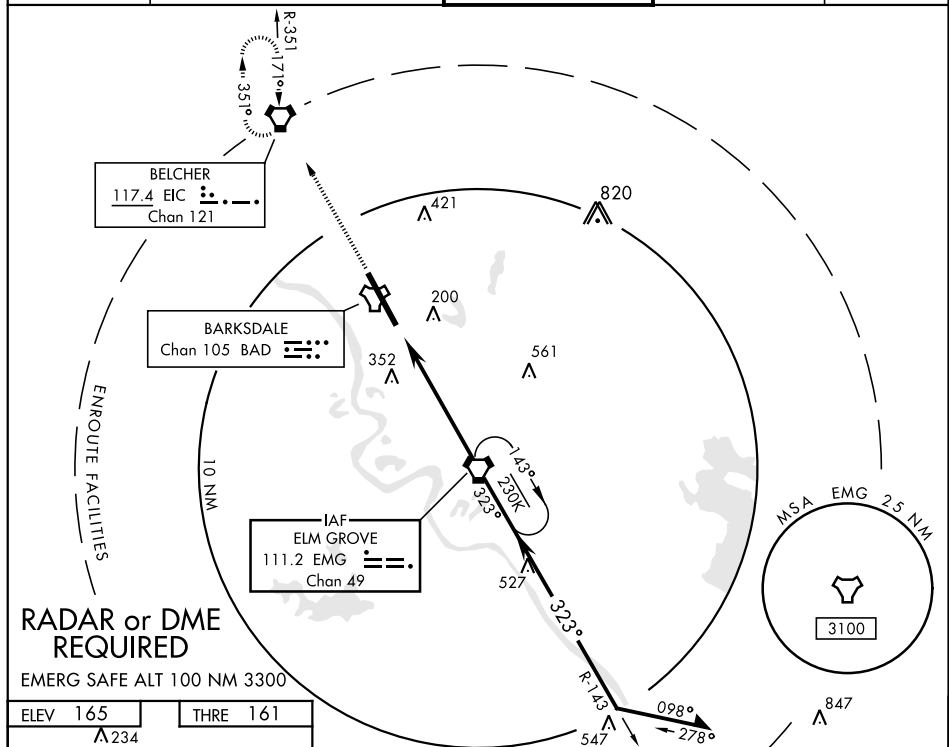 R-351
171°
351°
BELCHER
117.4 EIC
Chan 121
421
820
200
BARKSDALE
Chan 105 BAD
352
561
ENROUTE FACILITIES
10 NM
143°
230K
323°
IAF
ELM GROVE
111.2 EMG
Chan 49
527
MSA EMG 25 NM
3100
323°
RADAR or DME
REQUIRED
EMERG SAFE ALT 100 NM 3300
R-143
098°
278°
847
547
ELEV 165
THRE 161
234